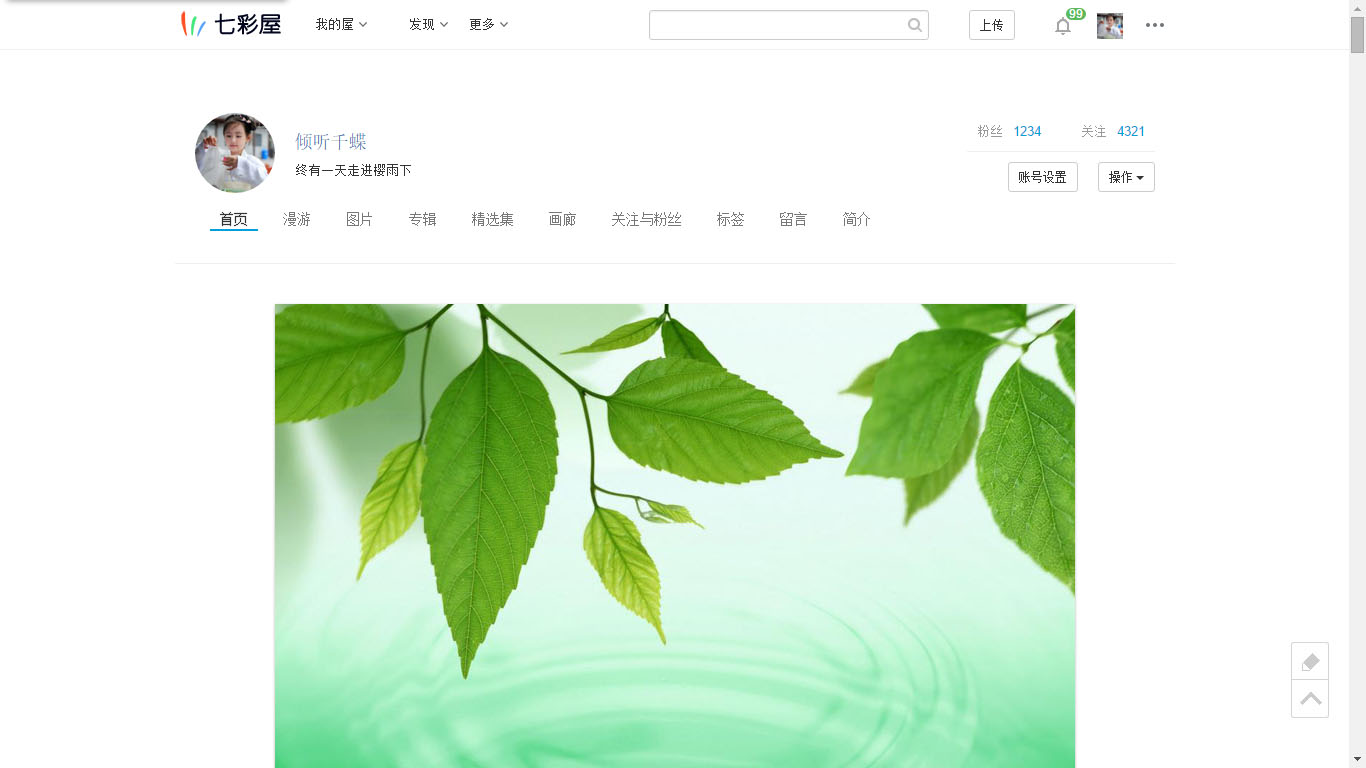 七彩屋 我的屋 发现 更多 上传 99
倾听千蝶
终有一天走进樱雨下
粉丝 1234 关注 4321
账号设置 操作
首页 漫游 图片 专辑 精选集 画廊 关注与粉丝 标签 留言 简介